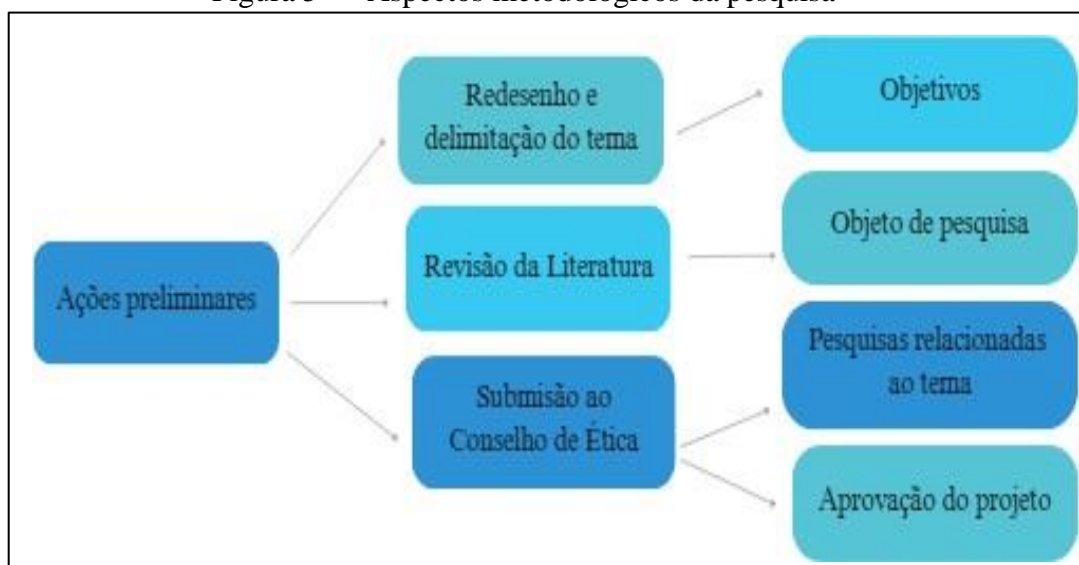 Aspectos metodológicos da pesquisa
Redesenho e
delimitação do tema
Objetivos
Objeto de pesquisa
Revisão da Literatura
Ações preliminares
Pesquisas relacionadas
ao tema
Submisão ao
Conselho de Ética
Aprovação do projeto